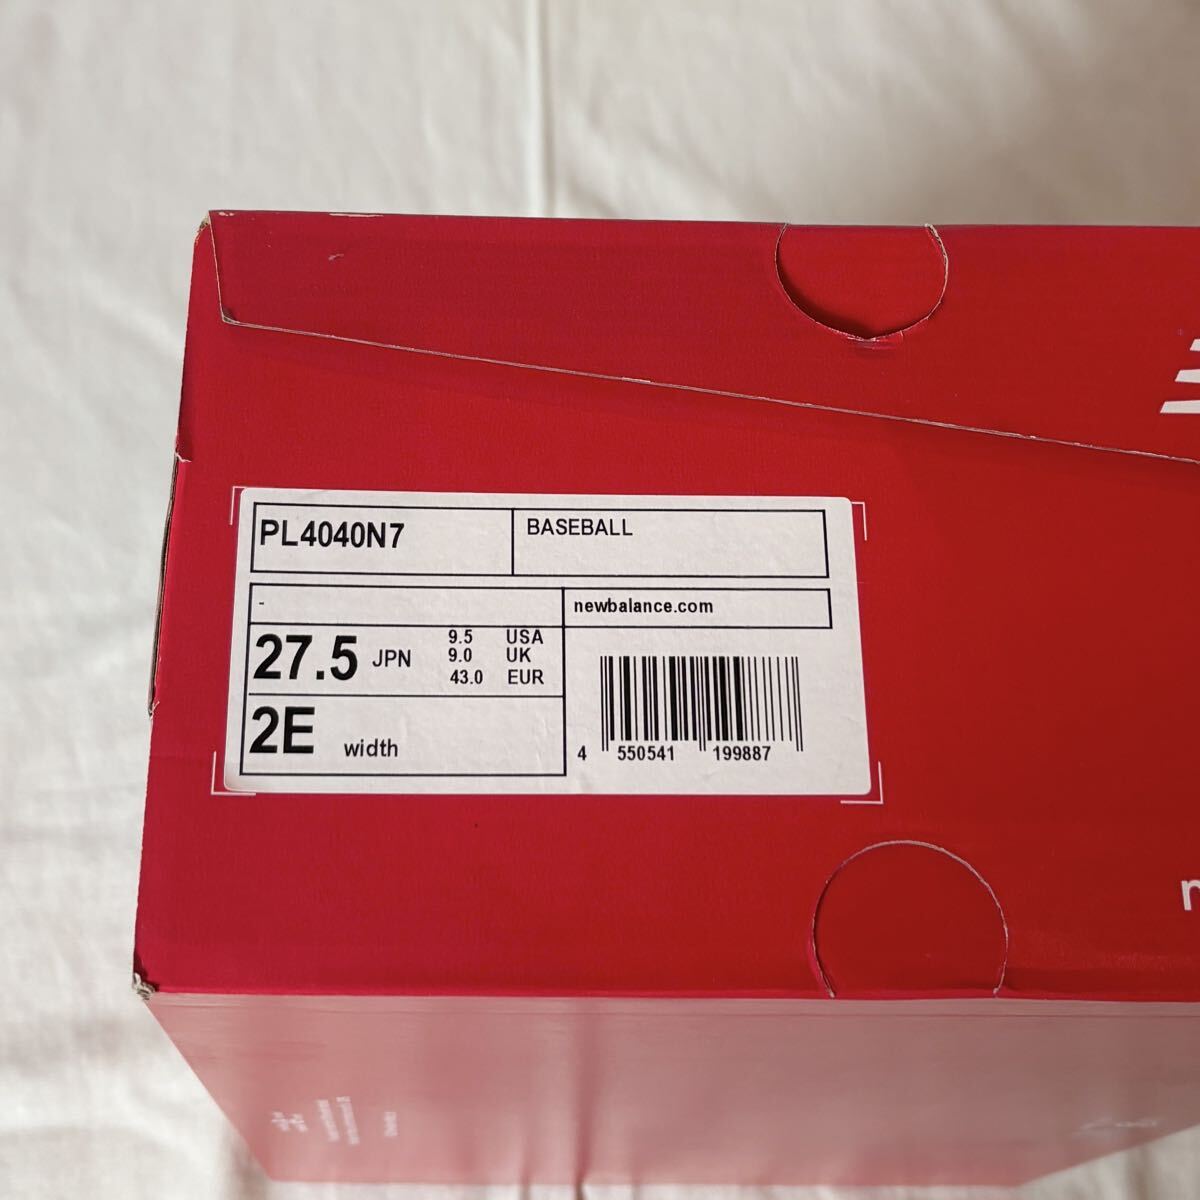 PL4040N7
BASEBALL
-
newbalance.com
27.5 JPN
9.5 USA
9.0 UK
43.0 EUR
2E width
4 550541 199887